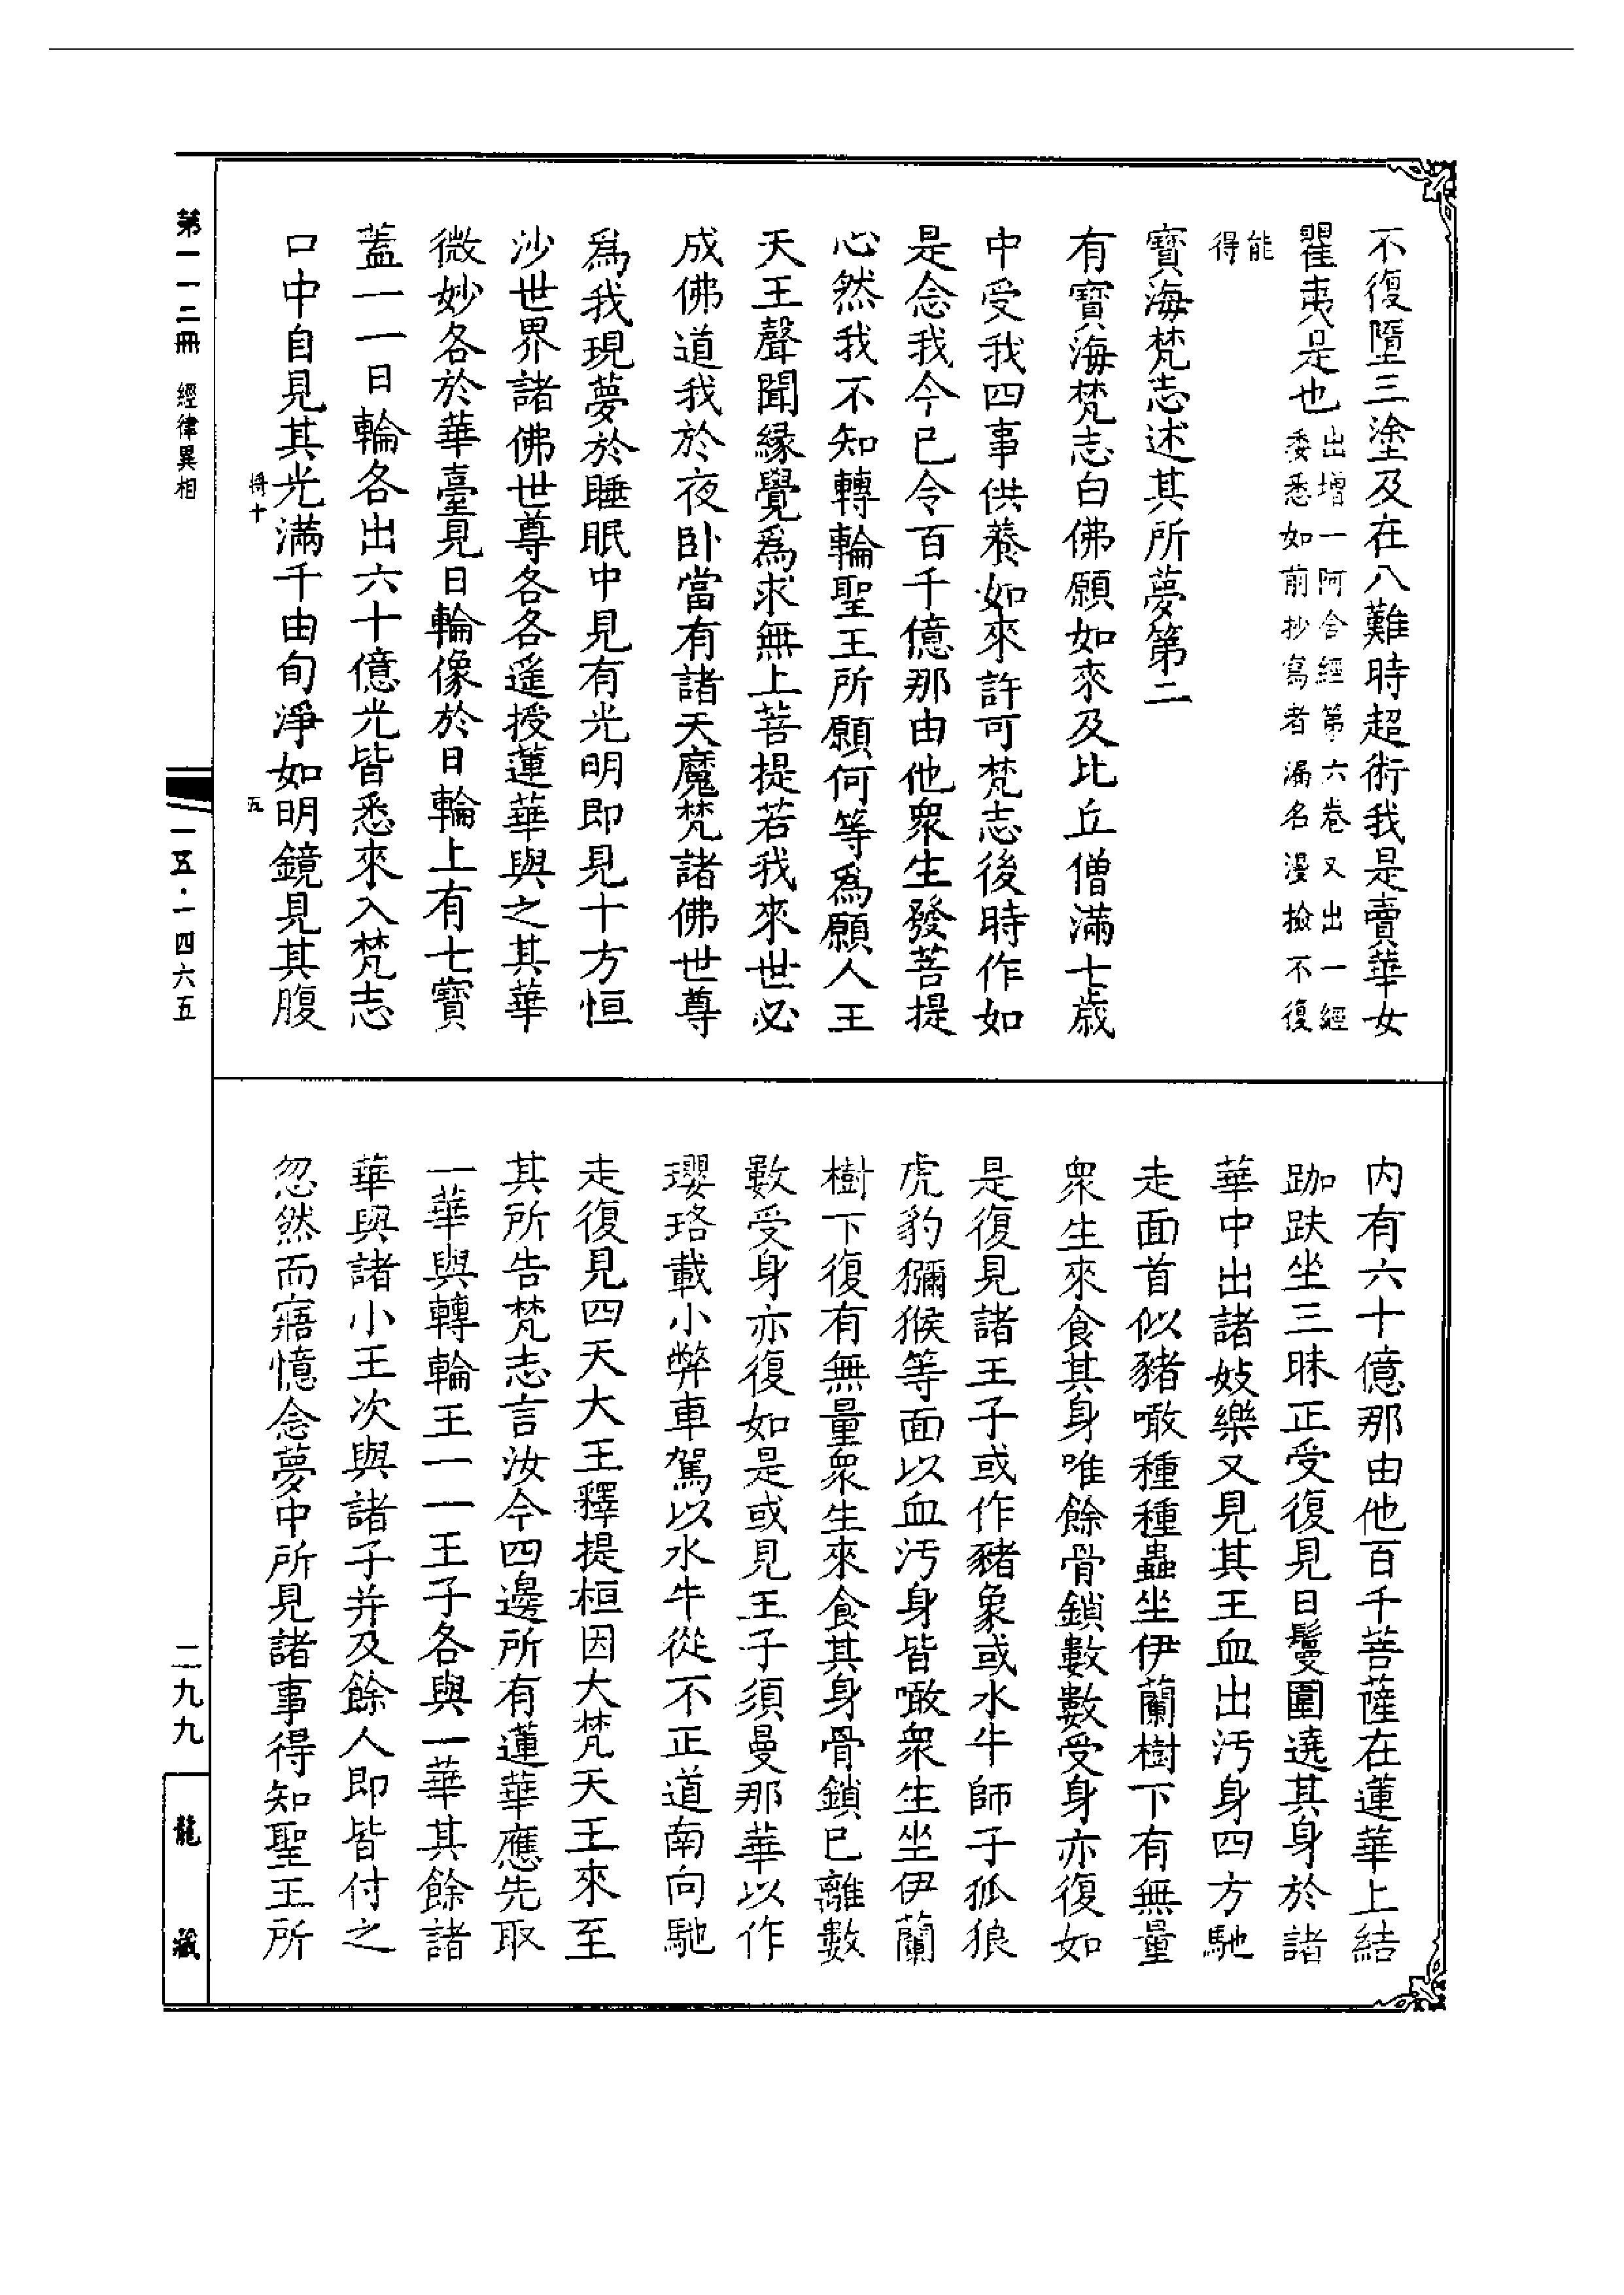 不復墮三塗及在八難時超術我是賣華女
瞿夷是也出增一阿含經第六卷又出一經
委悉如前抄寫者漏名漫撿不復
能
得
寶海梵志述其所夢第二
有寶海梵志白佛願如來及比丘僧滿七歲
中受我四事供養如來許可梵志後時作如
是念我今已令百千億那由他衆生發菩提
心然我不知轉輪聖王所願何等爲願人王
天王聲聞緣覺爲求無上菩提若我來世必
成佛道我於夜卧當有諸天魔梵諸佛世尊
爲我現夢於睡眠中見有光明即見十方恒
沙世界諸佛世尊各各遥授蓮華與之其華
微妙各於華臺見日輪像於日輪上有七寶
蓋一一日輪各出六十億光皆悉來入梵志
口中自見其光滿千由旬淨如明鏡見其腹
內有六十億那由他百千菩薩在蓮華上結
跏趺坐三昧正受復見日鬘圍遶其身於諸
華中出諸妓樂又見其王血出汚身四方馳
走面首似豬噉種種蟲坐伊蘭樹下有無量
衆生來食其身唯餘骨鎖數數受身亦復如
是復見諸王子或作豬象或水牛師子狐狼
虎豹獼猴等面以血汚身皆噉衆生坐伊蘭
樹下復有無量衆生來食其身骨鎖已離數
數受身亦復如是或見王子須曼那華以作
瓔珞載小弊車駕以水牛從不正道南向馳
走復見四天大王釋提桓因大梵天王來至
其所告梵志言汝今四邊所有蓮華應先取
一華與轉輪王一一王子各與一華其餘諸
華與諸小王次與諸子并及餘人即皆付之
忽然而寤憶念夢中所見諸事得知聖王所
將十
五
第一一二冊 經律異相
一五·一四六五
二九九
龍藏